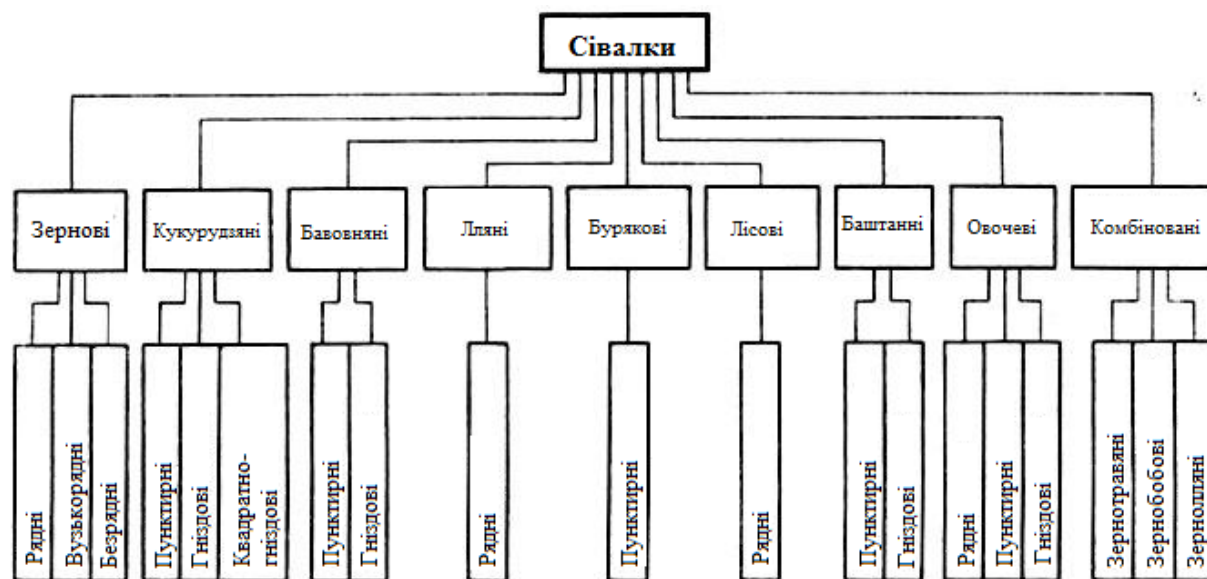 Сівалки
Зернові
Кукурудзяні
Бавовняні
Лляні
Бурякові
Лісові
Баштанні
Овочеві
Комбіновані
Рядні
Вузькорядні
Безрядні
Пунктирні
Гніздові
Квадратно-
гніздові
Пунктирні
Гніздові
Рядні
Пунктирні
Рядні
Пунктирні
Гніздові
Рядні
Пунктирні
Гніздові
Зернотравяні
Зернобобові
Зернолляні